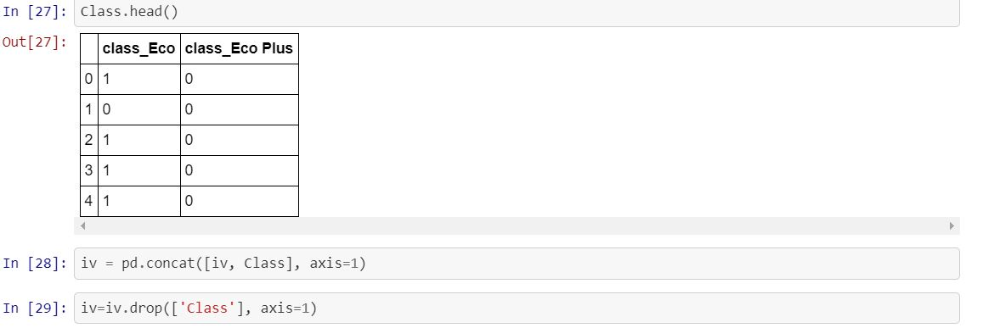 In [27]: Class.head()
Out[27]:
class_Eco class_Eco Plus
0 1 0
1 0 0
2 1 0
3 1 0
4 1 0
In [28]: iv = pd.concat([iv, Class], axis=1)
In [29]: iv=iv.drop(['Class'], axis=1)